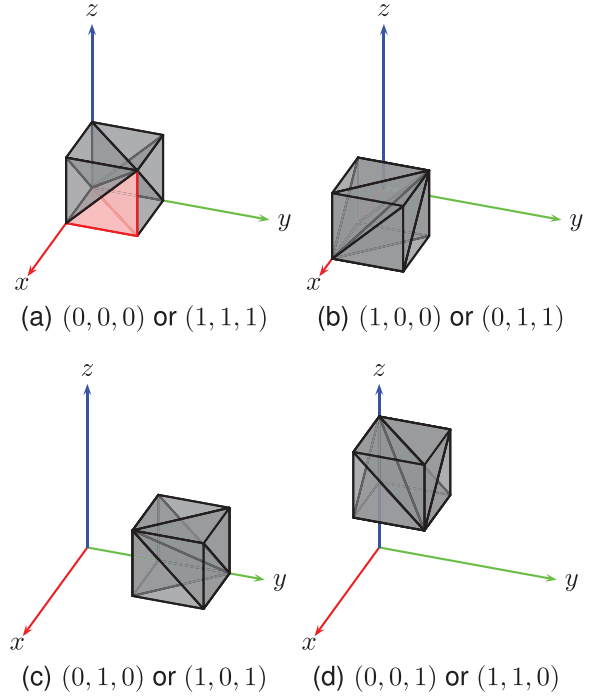 z
z
y
y
x
x
(a) (0, 0, 0) or (1, 1, 1)
(b) (1, 0, 0) or (0, 1, 1)
z
z
y
y
x
x
(c) (0, 1, 0) or (1, 0, 1)
(d) (0, 0, 1) or (1, 1, 0)